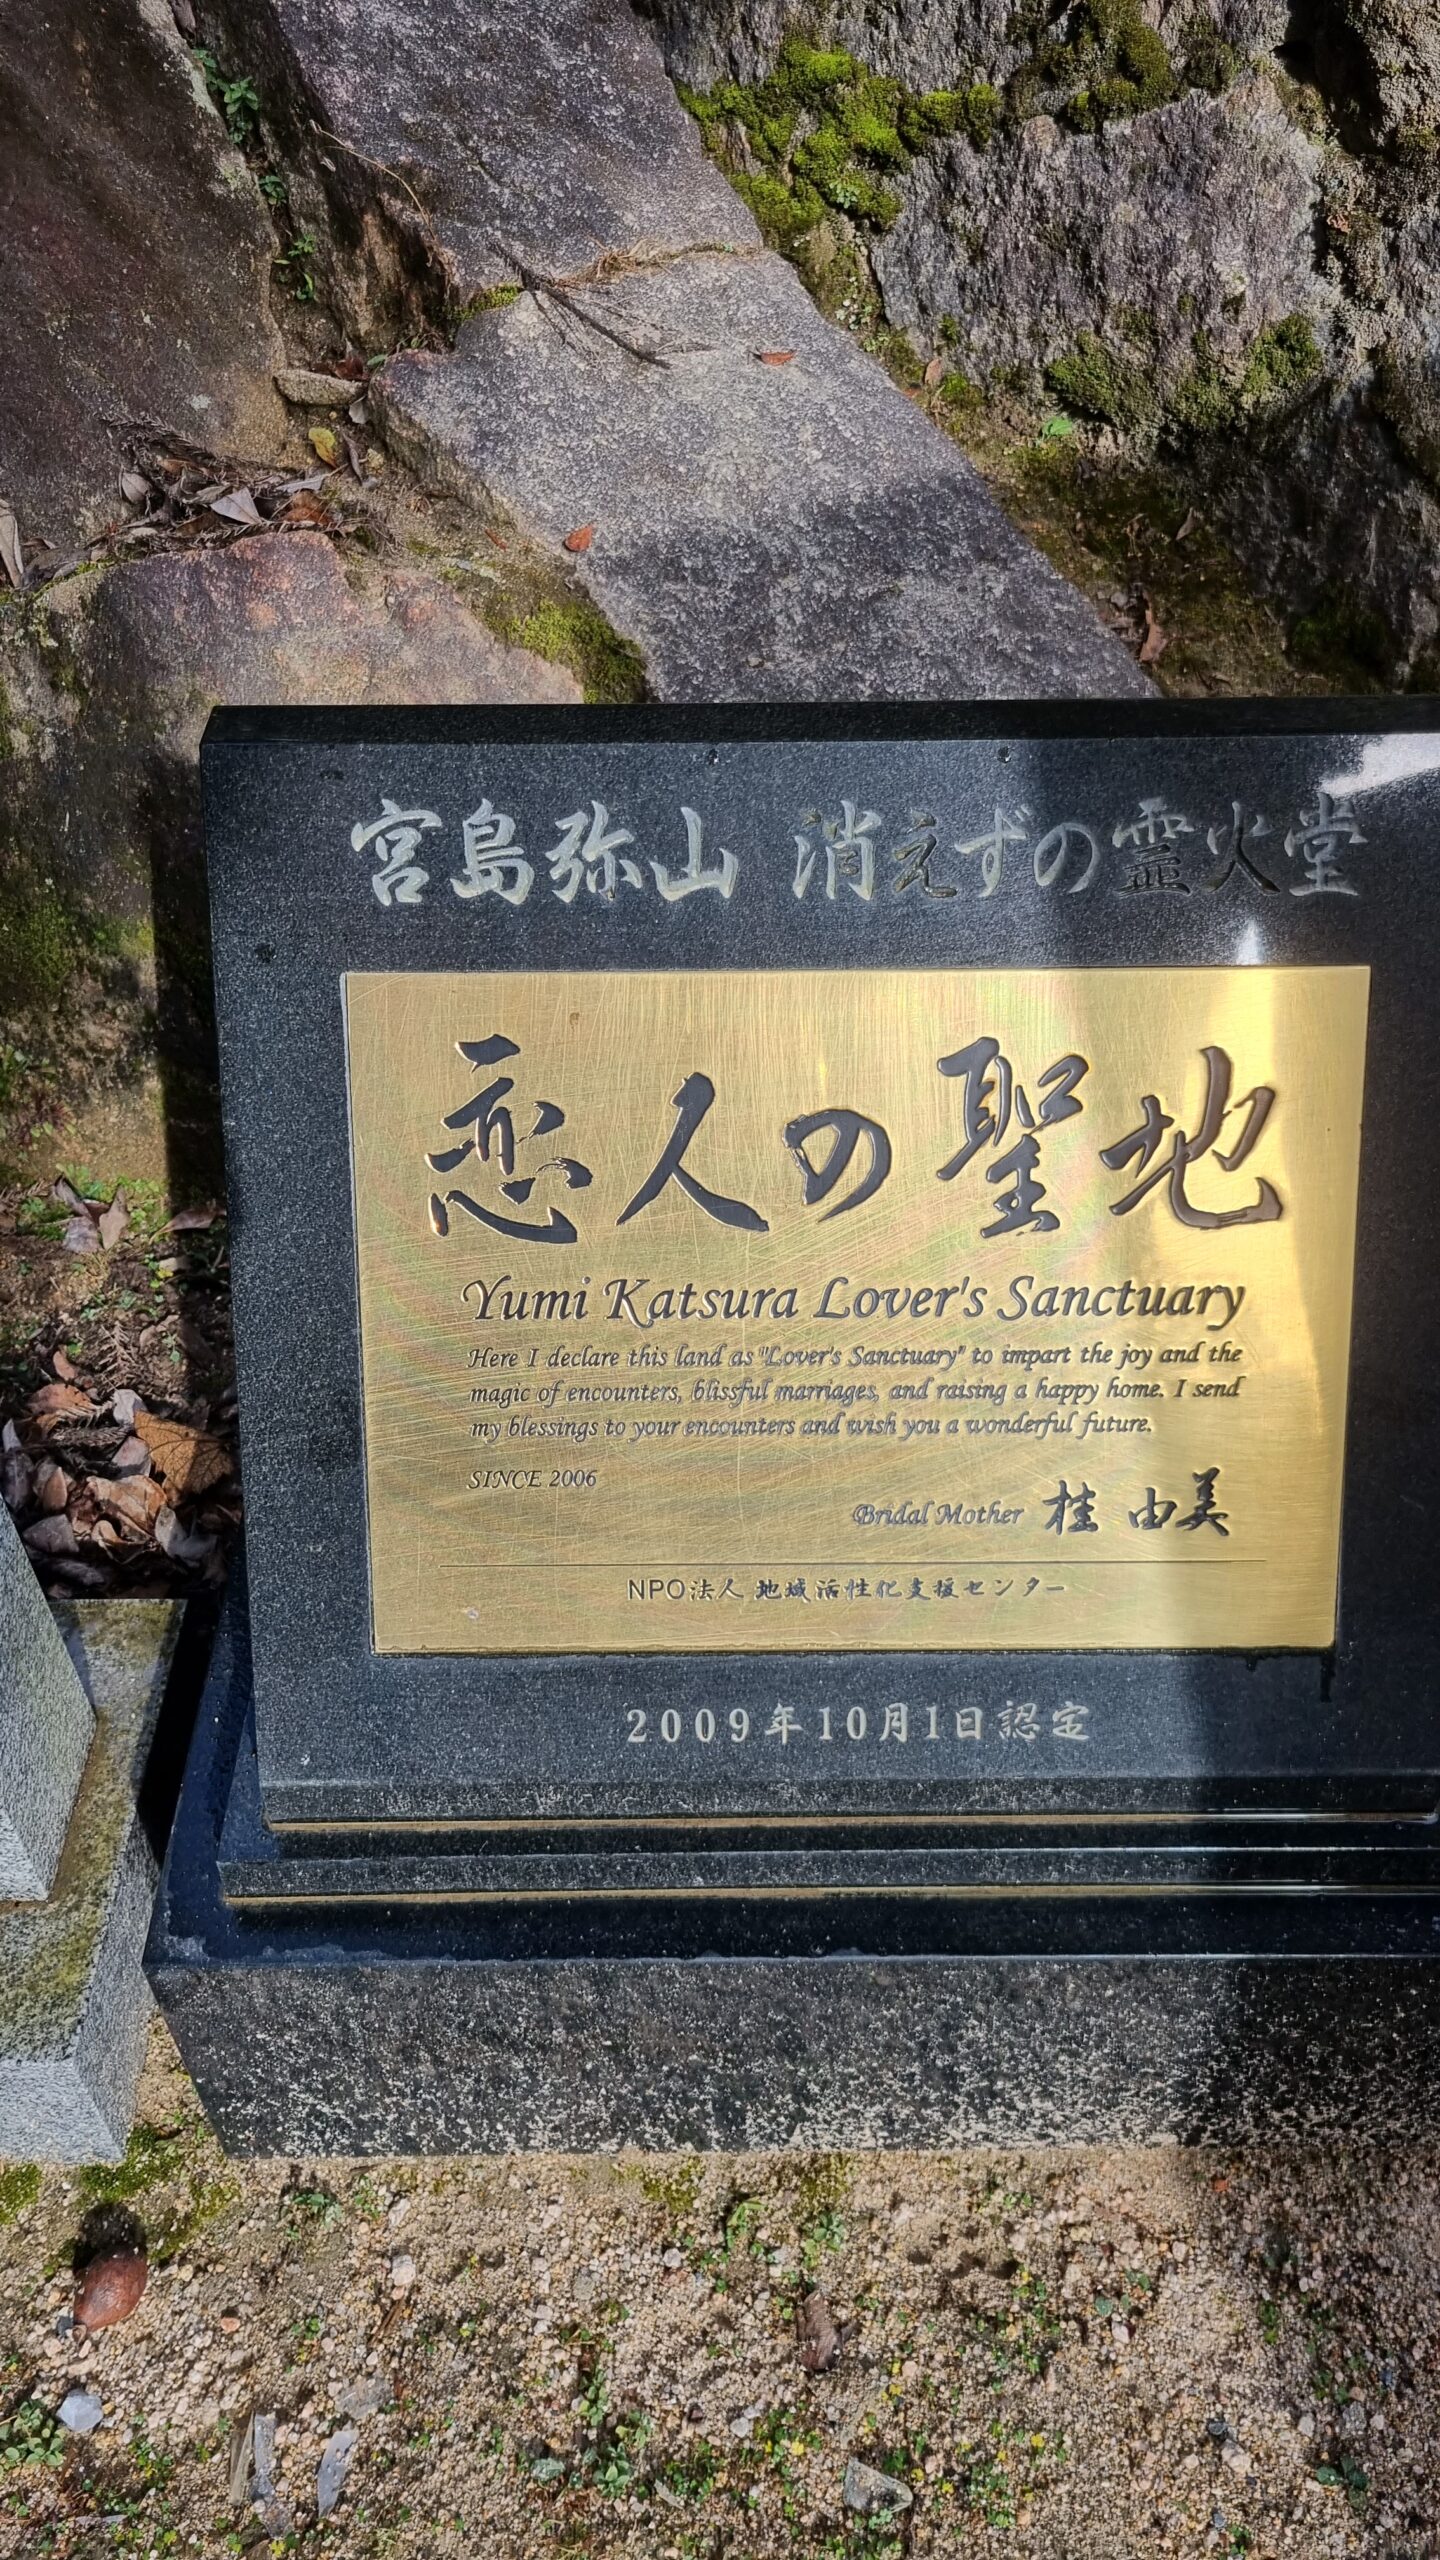 宮島弥山 消えずの霊火堂
恋人の聖地
Yumi Katsura Lover's Sanctuary
Here I declare this land as "Lover's Sanctuary" to impart the joy and the
magic of encounters, blissful marriages, and raising a happy home. I send
my blessings to your encounters and wish you a wonderful future.
SINCE 2006
Bridal Mother 桂 由美
NPO法人 地域活性化支援センター
2009年10月1日認定